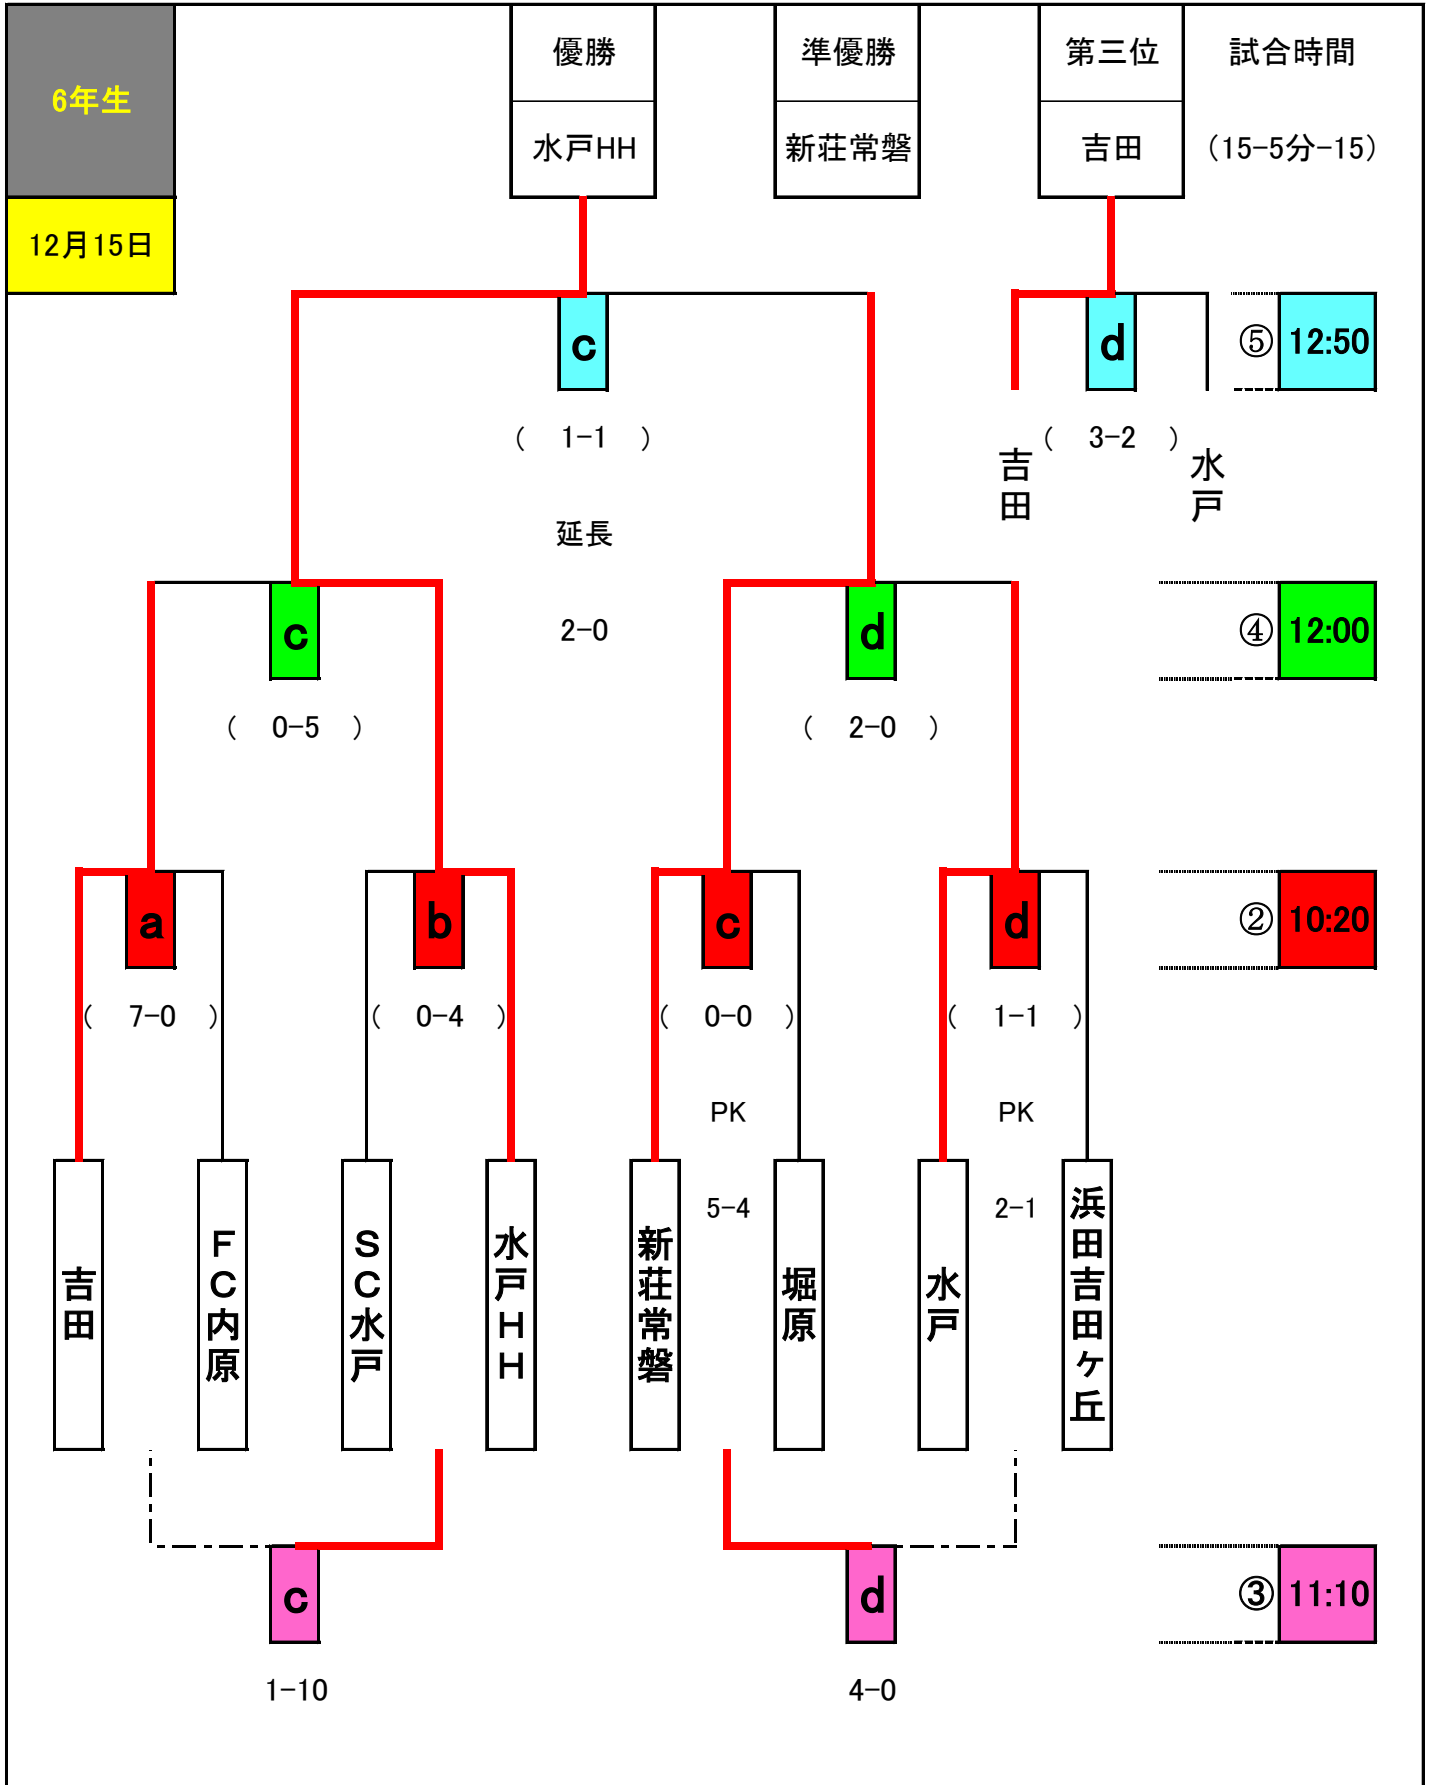 6年生
優勝
準優勝
第三位
試合時間
水戸HH
新荘常磐
吉田
(15-5分-15)
12月15日
c
d
⑤
12:50
( 1-1 )
( 3-2 )
吉田
水戸
延長
2-0
c
d
④
12:00
( 0-5 )
( 2-0 )
a
b
c
d
②
10:20
( 7-0 )
( 0-4 )
( 0-0 )
( 1-1 )
PK
PK
5-4
2-1
吉田
FC内原
SC水戸
水戸HH
新荘常磐
堀原
水戸
浜田吉田ヶ丘
c
d
③
11:10
1-10
4-0